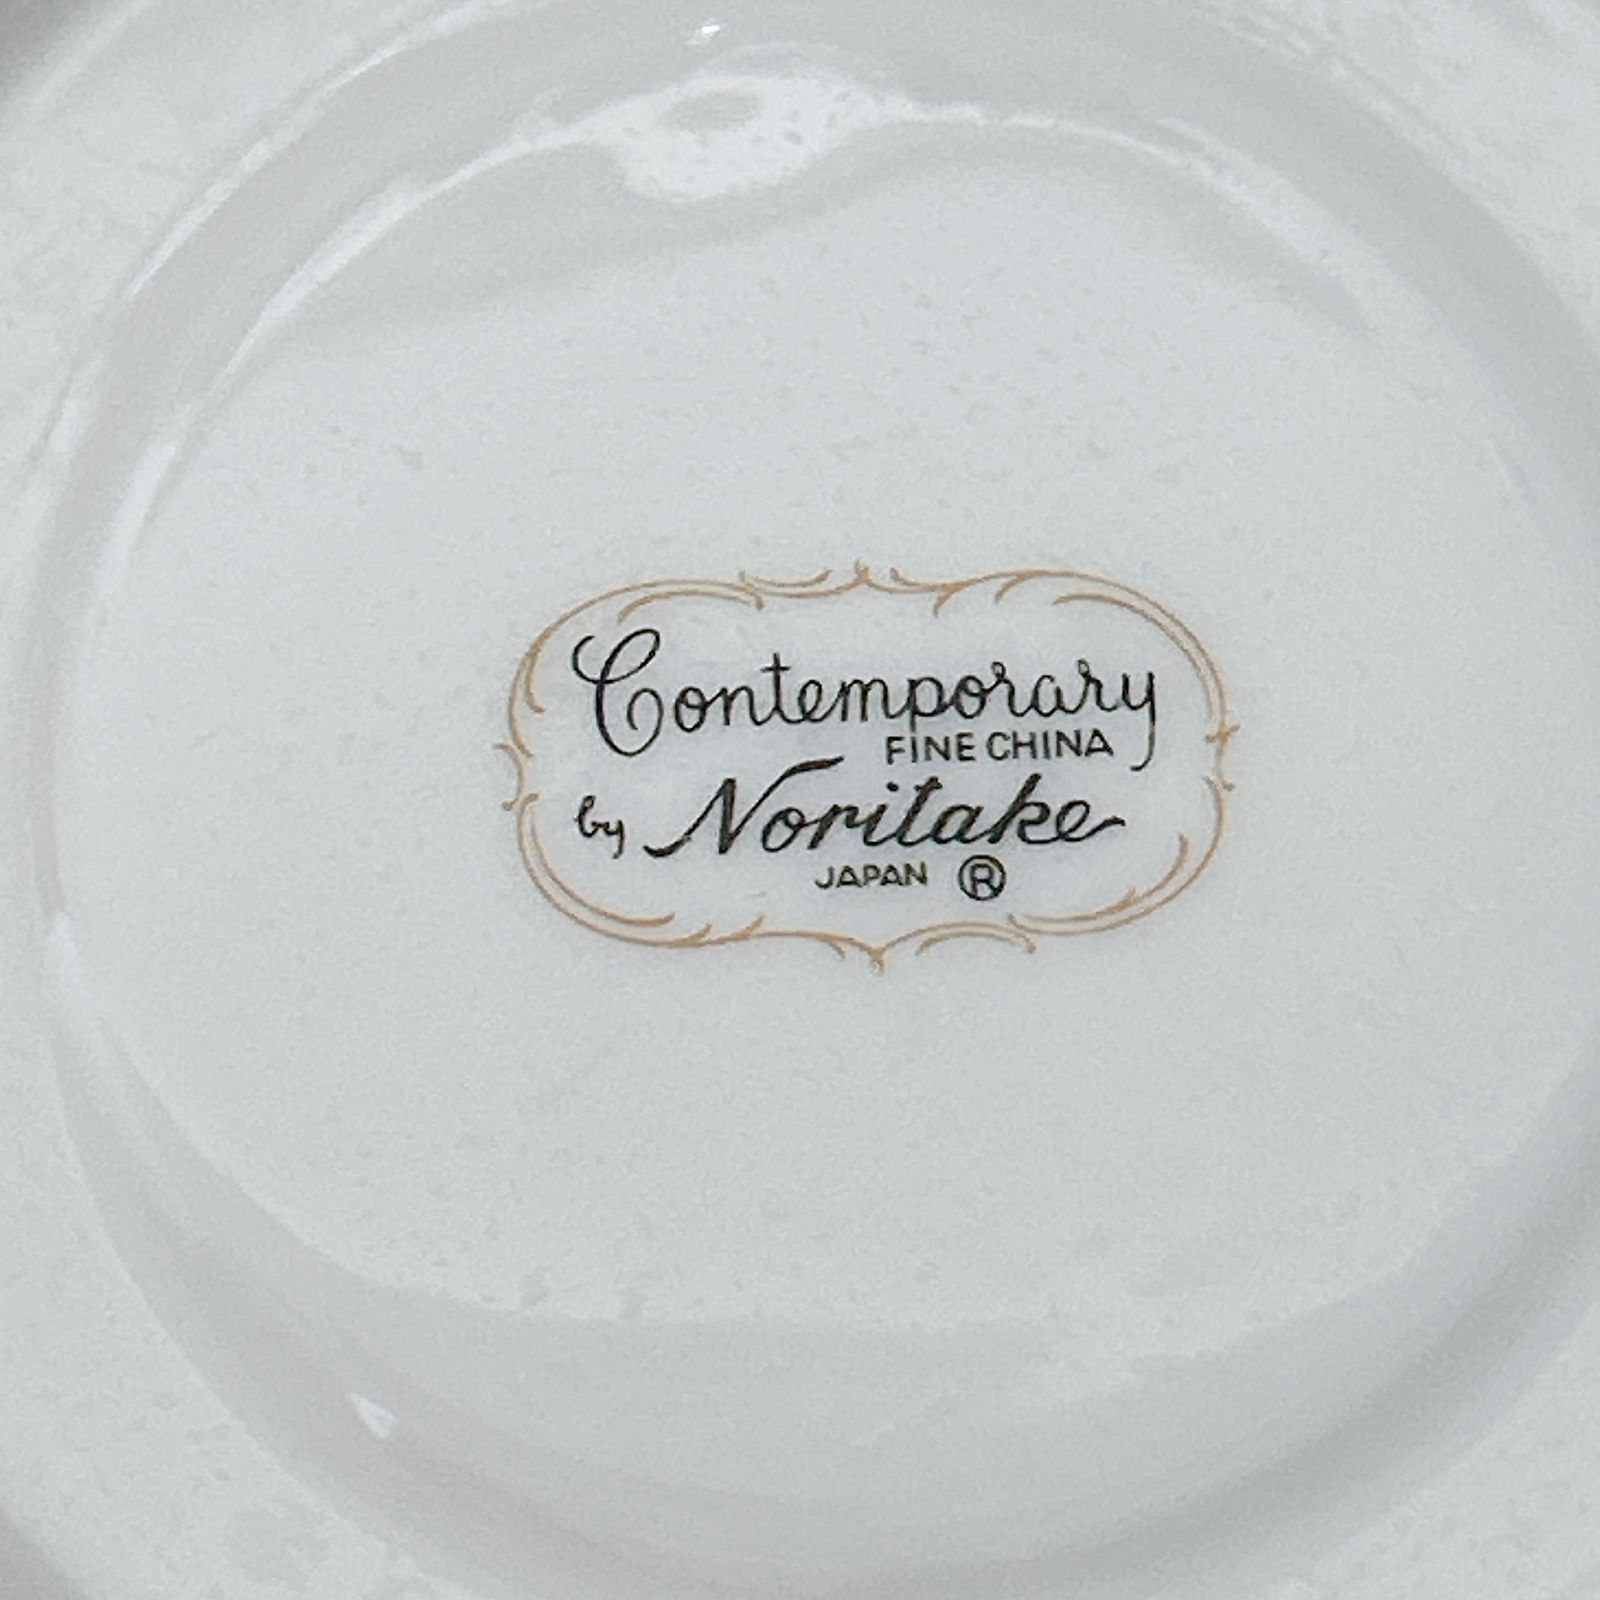 Contemporary
FINE CHINA
by Noritake
JAPAN ®